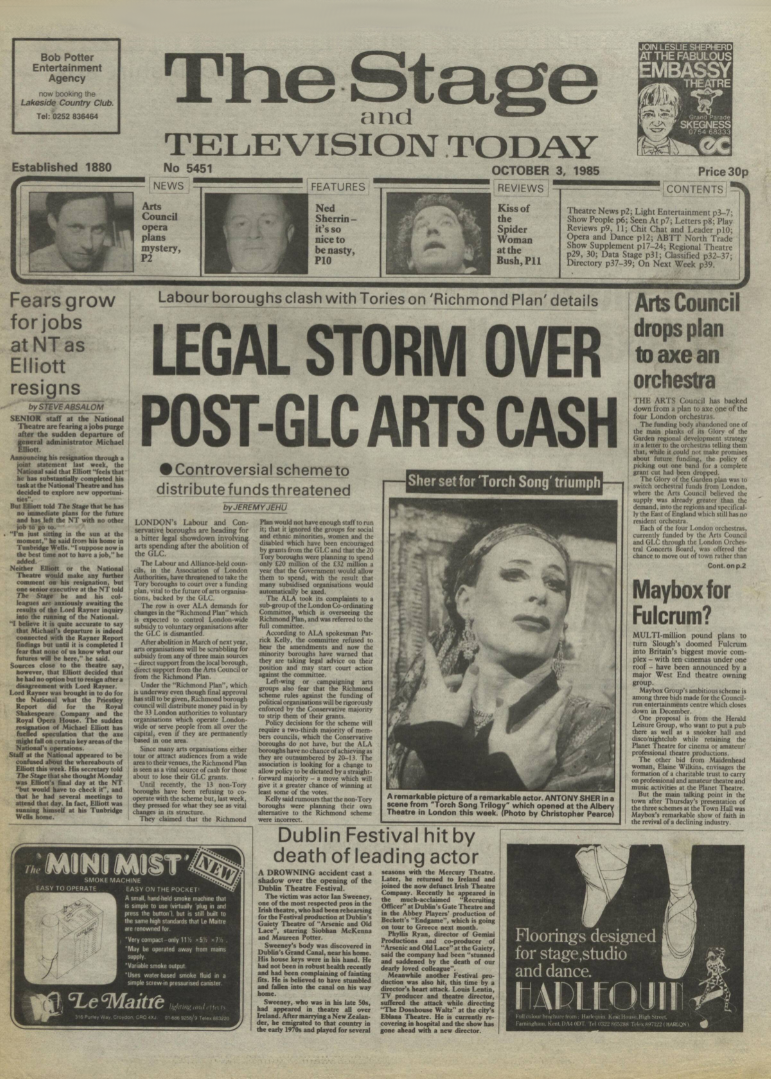 Bob Potter
Entertainment
Agency
now booking the
Lakeside Country Club.
Tel: 0252 836464
The Stage
and
TELEVISION TODAY
JOIN LESLIE SHEPHERD
AT THE FABULOUS
EMBASSY
THEATRE
Grand Parade
SKEGNESS
0754 68333
ec
Established 1880
No 5451
OCTOBER 3, 1985
Price 30p
NEWS
Arts
Council
opera
plans
mystery,
P2
FEATURES
Ned
Sherrin–
it's so
nice to
be nasty,
P10
REVIEWS
Kiss of
the
Spider
Woman
at the
Bush, P11
CONTENTS
Theatre News p2; Light Entertainment p3–7;
Show People p6; Seen At p7; Letters p8; Play
Reviews p9, 11; Chit Chat and Leader p10;
Opera and Dance p12; ABTT North Trade
Show Supplement p17–24; Regional Theatre
p29, 30; Data Stage p31; Classified p32–37;
Directory p37–39; On Next Week p39.
Fears grow
for jobs
at NT as
Elliott
resigns
by STEVE ABSALOM
SENIOR staff at the National
Theatre are fearing a jobs purge
after the sudden departure of
general administrator Michael
Elliott.
Announcing his resignation through a
joint statement last week, the
National said that Elliott "feels that
he has substantially completed his
task at the National Theatre and has
decided to explore new opportuni-
ties".
But Elliott told The Stage that he has
no immediate plans for the future
and has left the NT with no other
job to go to.
"I'm just sitting in the sun at the
moment," he said from his home in
Tunbridge Wells. "I suppose now is
the best time not to have a job," he
added.
Neither Elliott or the National
Theatre would make any further
comment on his resignation, but
one senior executive at the NT told
The Stage he and his col-
leagues are anxiously awaiting the
results of the Lord Rayner inquiry
into the running of the National.
"I believe it is quite accurate to say
that Michael's departure is indeed
connected with the Rayner Report
findings but until it is completed I
fear that none of us know what our
futures will be here," he said.
Sources close to the theatre say,
however, that Elliott decided that
he had no option but to resign after a
disagreement with Lord Rayner.
Lord Rayner was brought in to do for
the National what the Priestley
Report did for the Royal
Shakespeare Company and the
Royal Opera House. The sudden
resignation of Michael Elliott has
fuelled speculation that the axe
might fall on certain key areas of the
National's operations.
Staff at the National appeared to be
confused about the whereabouts of
Elliott this week. His secretary told
The Stage that she thought Monday
was Elliott's final day at the NT
"but would have to check it", and
that he had several meetings to
attend that day. In fact, Elliott was
sunning himself at his Tunbridge
Wells home.
Labour boroughs clash with Tories on 'Richmond Plan' details
LEGAL STORM OVER
POST-GLC ARTS CASH
● Controversial scheme to
distribute funds threatened
by JEREMY JEHU
LONDON'S Labour and Con-
servative boroughs are heading for
a bitter legal showdown involving
arts spending after the abolition of
the GLC.
The Labour and Alliance-held coun-
cils, in the Association of London
Authorities, have threatened to take the
Tory boroughs to court over a funding
plan, vital to the future of arts organisa-
tions, backed by the GLC.
The row is over ALA demands for
changes in the "Richmond Plan" which
is expected to control London-wide
subsidy to voluntary organisations after
the GLC is dismantled.
After abolition in March of next year,
arts organisations will be scrabbling for
subsidy from any of three main sources
– direct support from the local borough,
direct support from the Arts Council or
from the Richmond Plan.
Under the "Richmond Plan", which
is underway even though final approval
has still to be given, Richmond borough
council will distribute money paid in by
the 33 London authorities to voluntary
organisations which operate London-
wide or serve people from all over the
capital, even if they are permanently
based in one area.
Since many arts organisations either
tour or attract audiences from a wide
area to their venues, the Richmond Plan
is seen as a vital source of cash for those
about to lose their GLC grants.
Until recently, the 13 non-Tory
boroughs have been refusing to co-
operate with the scheme but, last week,
they pressed for what they see as vital
changes in its structure.
They claimed that the Richmond
Plan would not have enough staff to run
it; that it ignored the groups for social
and ethnic minorities, women and the
disabled which have been encouraged
by grants from the GLC and that the 20
Tory boroughs were planning to spend
only £20 million of the £32 million a
year that the Government would allow
them to spend, with the result that
many subsidised organisations would
automatically be axed.
The ALA took its complaints to a
sub-group of the London Co-ordinating
Committee, which is overseeing the
Richmond Plan, and was referred to the
full committee.
According to ALA spokesman Pat-
rick Kelly, the committee refused to
hear the amendments and now the
minority boroughs have warned that
they are taking legal advice on their
position and may start court action
against the committee.
Left-wing or campaigning arts
groups also fear that the Richmond
scheme rules against the funding of
political organisations will be rigorously
enforced by the Conservative majority
to strip them of their grants.
Policy decisions for the scheme will
require a two-thirds majority of mem-
bers councils, which the Conservative
boroughs do not have, but the ALA
boroughs have no chance of achieving as
they are outnumbered by 20–13. The
association is looking for a change to
allow policy to be dictated by a straight-
forward majority – a move which will
give it a greater chance of winning at
least some of the votes.
Kelly said rumours that the non-Tory
boroughs were planning their own
alternative to the Richmond scheme
were incorrect.
Sher set for 'Torch Song' triumph
A remarkable picture of a remarkable actor. ANTONY SHER in a
scene from "Torch Song Trilogy" which opened at the Albery
Theatre in London this week. (Photo by Christopher Pearce)
Arts Council
drops plan
to axe an
orchestra
THE ARTS Council has backed
down from a plan to axe one of the
four London orchestras.
The funding body abandoned one of
the main planks of its Glory of the
Garden regional development strategy
in a letter to the orchestras telling them
that, while it could not make promises
about future funding, the policy of
picking out one band for a complete
grant cut had been dropped.
The Glory of the Garden plan was to
switch orchestral funds from London,
where the Arts Council believed the
supply was already greater than the
demand, into the regions and specifical-
ly the East of England which still has no
resident orchestra.
Each of the four London orchestras,
currently funded by the Arts Council
and GLC through the London Orches-
tral Concerts Board, was offered the
chance to move out of town rather than
Cont. on p.2
Maybox for
Fulcrum?
MULTI-million pound plans to
turn Slough's doomed Fulcrum
into Britain's biggest movie com-
plex – with ten cinemas under one
roof – have been announced by a
major West End theatre owning
group.
Maybox Group's ambitious scheme is
among three bids made for the Council-
run entertainments centre which closes
down in December.
One proposal is from the Herald
Leisure Group, who want to put a pub
there as well as a snooker hall and
disco/nightclub while retaining the
Planet Theatre for cinema or amateur/
professional theatre productions.
The other bid from Maidenhead
woman, Elaine Wilkins, envisages the
formation of a charitable trust to carry
on professional and amateur theatre and
music activities at the Planet Theatre.
But the main talking point in the
town after Thursday's presentation of
the three schemes at the Town Hall was
Maybox's remarkable show of faith in
the revival of a declining industry.
The 'MINI MIST' NEW
SMOKE MACHINE
EASY TO OPERATE
EASY ON THE POCKET!
A small, hand-held smoke machine that
is simple to use (virtually 'plug in and
press the button'), but is still built to
the same high standards that Le Maitre
are renowned for.
*Very compact - only 11½ ×5½ ×7½.
*May be operated away from mains
supply.
*Variable smoke output.
*Uses water-based smoke fluid in a
simple screw-in pressurised canister.
Le Maitre lighting and effects
Dublin Festival hit by
death of leading actor
A DROWNING accident cast a
shadow over the opening of the
Dublin Theatre Festival.
The victim was actor Ian Sweeney,
one of the most respected pros in the
Irish theatre, who had been rehearsing
for the Festival production at Dublin's
Gaiety Theatre of "Arsenic and Old
Lace", starring Siobhan McKenna
and Maureen Potter.
Sweeney's body was discovered in
Dublin's Grand Canal, near his home.
His house keys were in his hand. He
had not been in robust health recently
and had been complaining of fainting
fits. He is believed to have stumbled
and fallen into the canal on his way
home.
Sweeney, who was in his late 50s,
had appeared in theatre all over
Ireland. After marrying a New Zealan-
der, he emigrated to that country in
the early 1970s and played for several
seasons with the Mercury Theatre.
Later, he returned to Ireland and
joined the now defunct Irish Theatre
Company. Recently he appeared in
the much-acclaimed "Recruiting
Officer" at Dublin's Gate Theatre and
in the Abbey Players' production of
Beckett's "Endgame", which is going
on tour to Greece next month.
Phyllis Ryan, director of Gemini
Productions and co-producer of
"Arsenic and Old Lace" at the Gaiety,
said the company had been "stunned
and saddened by the death of our
dearly loved colleague".
Meanwhile another Festival pro-
duction was also hit, this time by a
director's heart attack. Louis Lentin,
TV producer and theatre director,
suffered the attack while directing
"The Dosshouse Waltz" at the city's
Eblana Theatre. He is currently re-
covering in hospital and the show has
gone ahead with a new director.
Floorings designed
for stage, studio
and dance.
HARLEQUIN